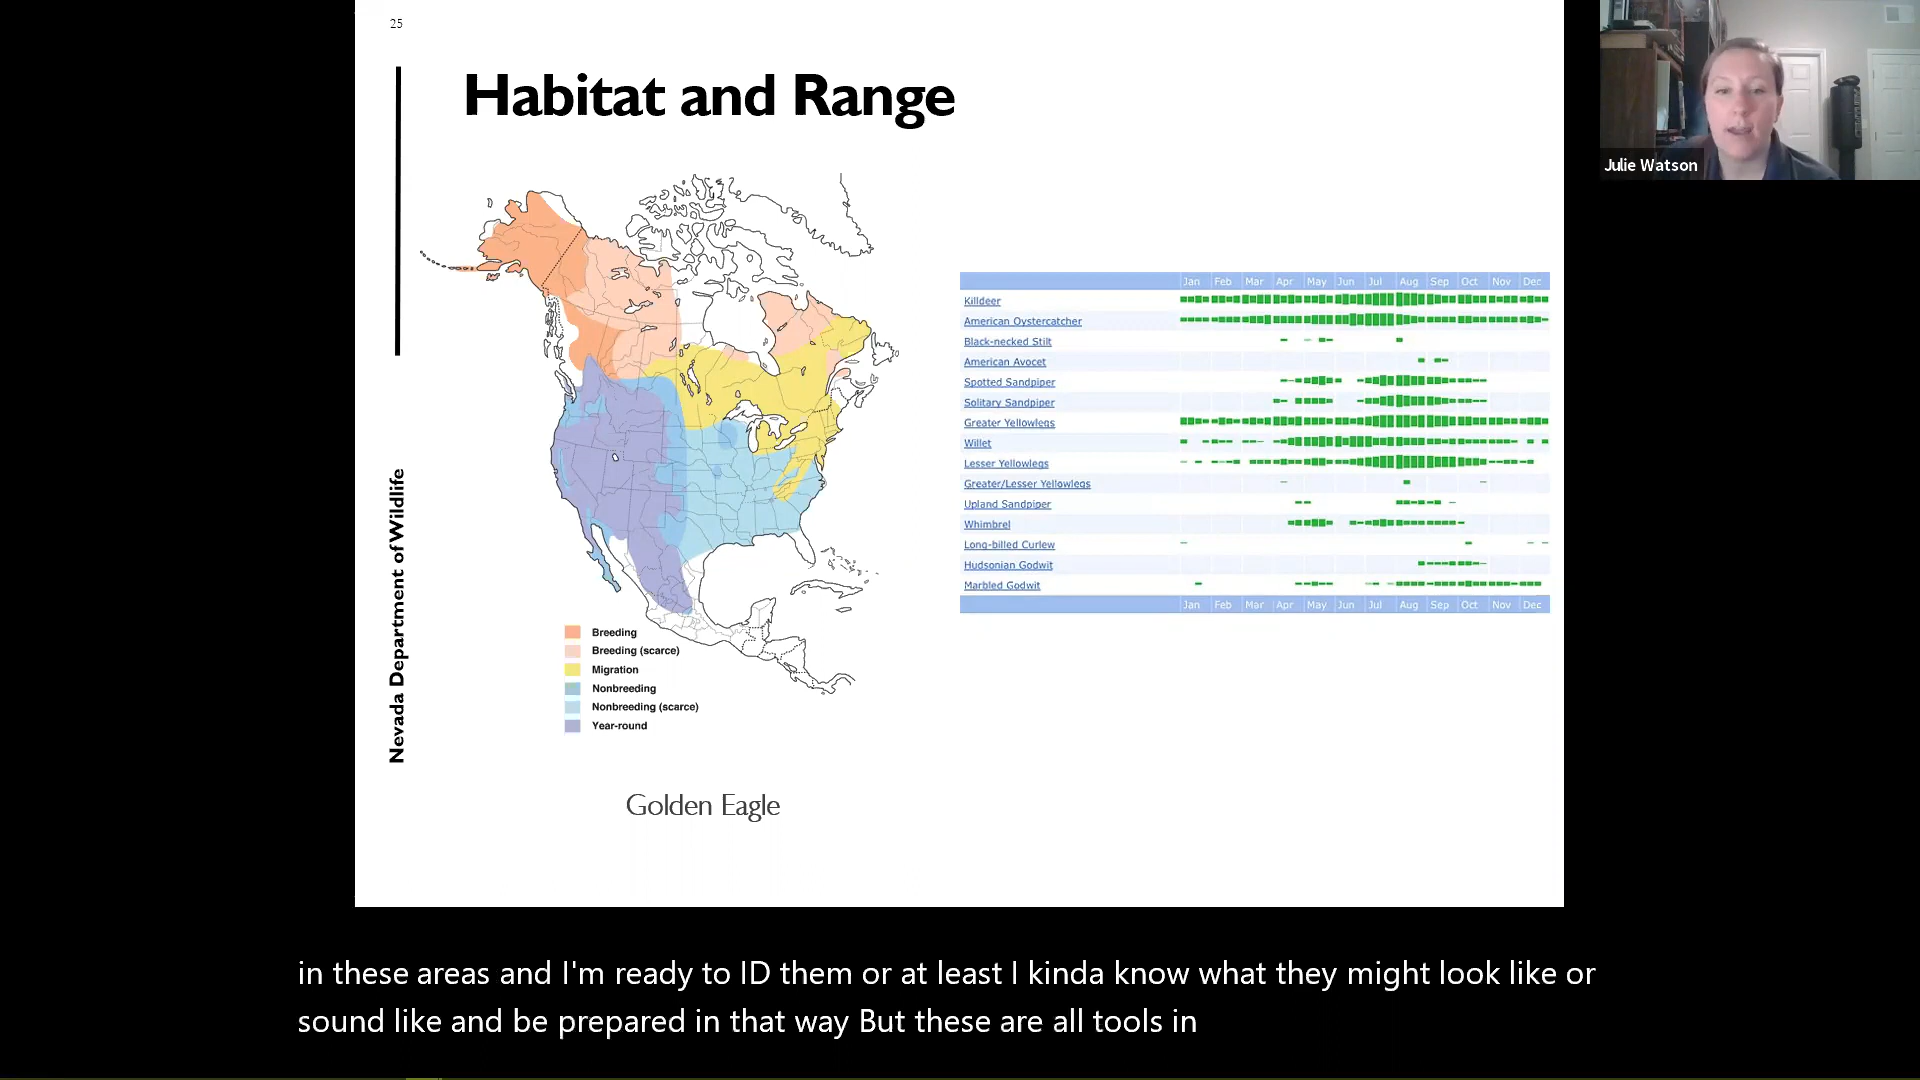 25
Habitat and Range
Julie Watson
Nevada Department of Wildlife
Breeding
Breeding (scarce)
Migration
Nonbreeding
Nonbreeding (scarce)
Year-round
Golden Eagle
Jan Feb Mar Apr May Jun Jul Aug Sep Oct Nov Dec
Killdeer
American Oystercatcher
Black-necked Stilt
American Avocet
Spotted Sandpiper
Solitary Sandpiper
Greater Yellowlegs
Willet
Lesser Yellowlegs
Greater/Lesser Yellowlegs
Upland Sandpiper
Whimbrel
Long-billed Curlew
Hudsonian Godwit
Marbled Godwit
Jan Feb Mar Apr May Jun Jul Aug Sep Oct Nov Dec
in these areas and I'm ready to ID them or at least I kinda know what they might look like or
sound like and be prepared in that way But these are all tools in